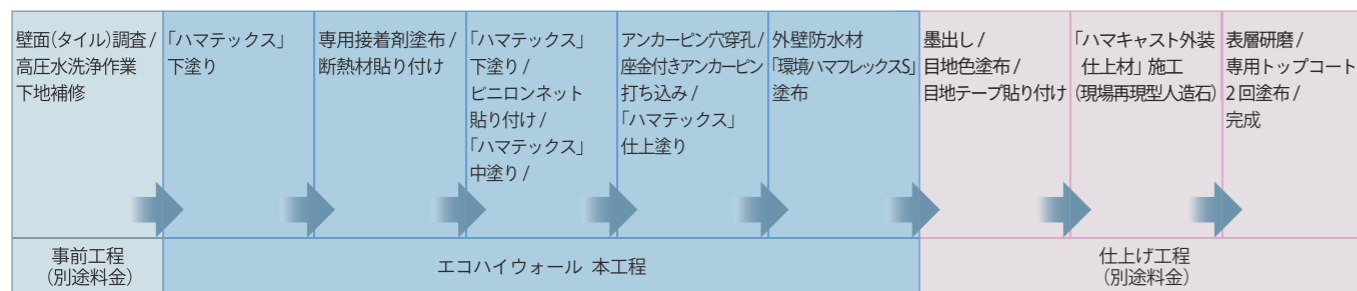 壁面(タイル)調査 /
高圧水洗浄作業
下地補修
「ハマテックス」
下塗り
専用接着剤塗布 /
断熱材貼り付け
「ハマテックス」
下塗り /
ビニロンネット
貼り付け /
「ハマテックス」
中塗り /
アンカーピン穴穿孔 /
座金付きアンカーピン
打ち込み /
「ハマテックス」
仕上塗り
外壁防水材
「環境ハマフレックスS」
塗布
墨出し /
目地色塗布 /
目地テープ貼り付け
「ハマキャスト外装
仕上材」施工
(現場再現型人造石)
表層研磨 /
専用トップコート
2 回塗布 /
完成
事前工程
(別途料金)
エコハイウォール 本工程
仕上げ工程
(別途料金)